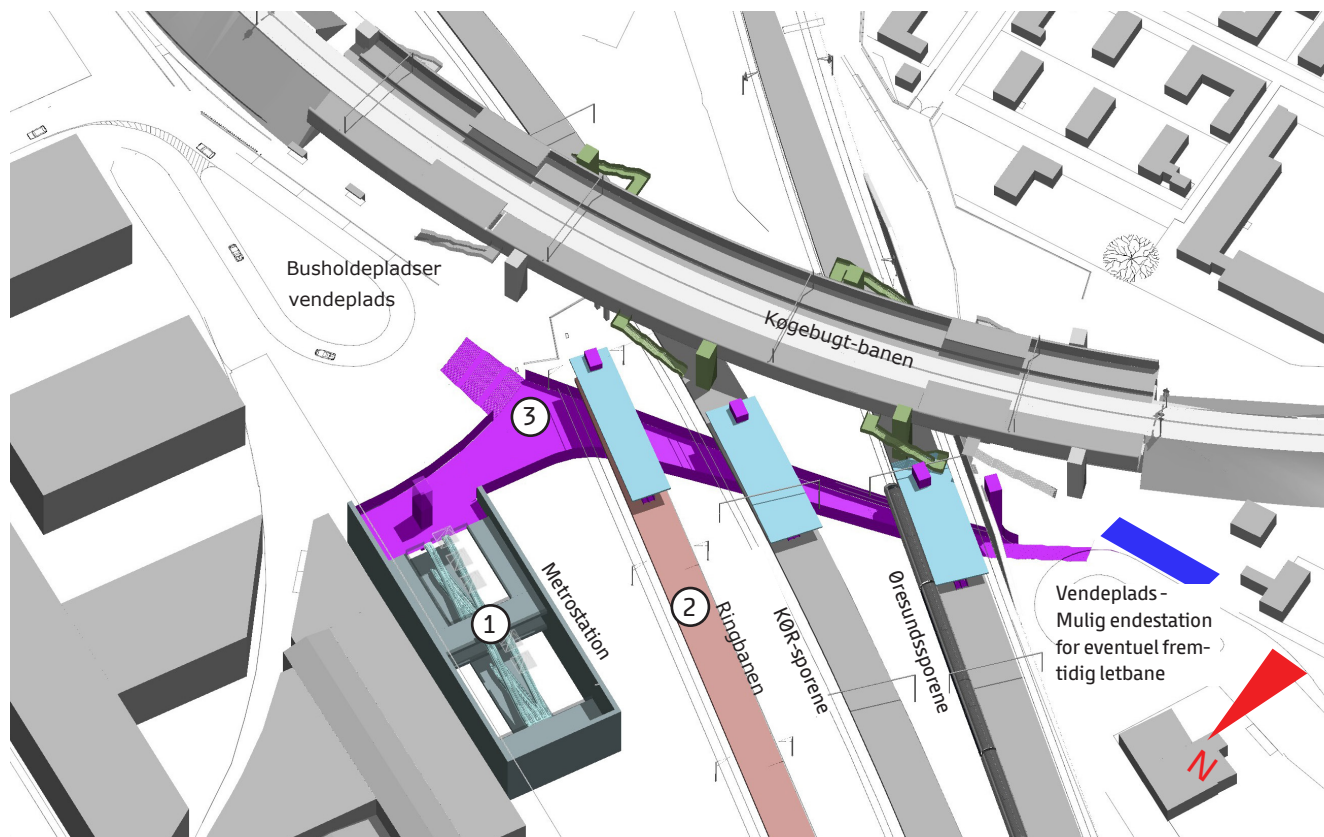 Busholdepladser
vendeplads
Køgebugt-banen
3
1
Metrostation
2
Ringbanen
KØR-sporene
Øresundssporene
Vendeplads -
Mulig endestation
for eventuel frem-
tidig letbane
N